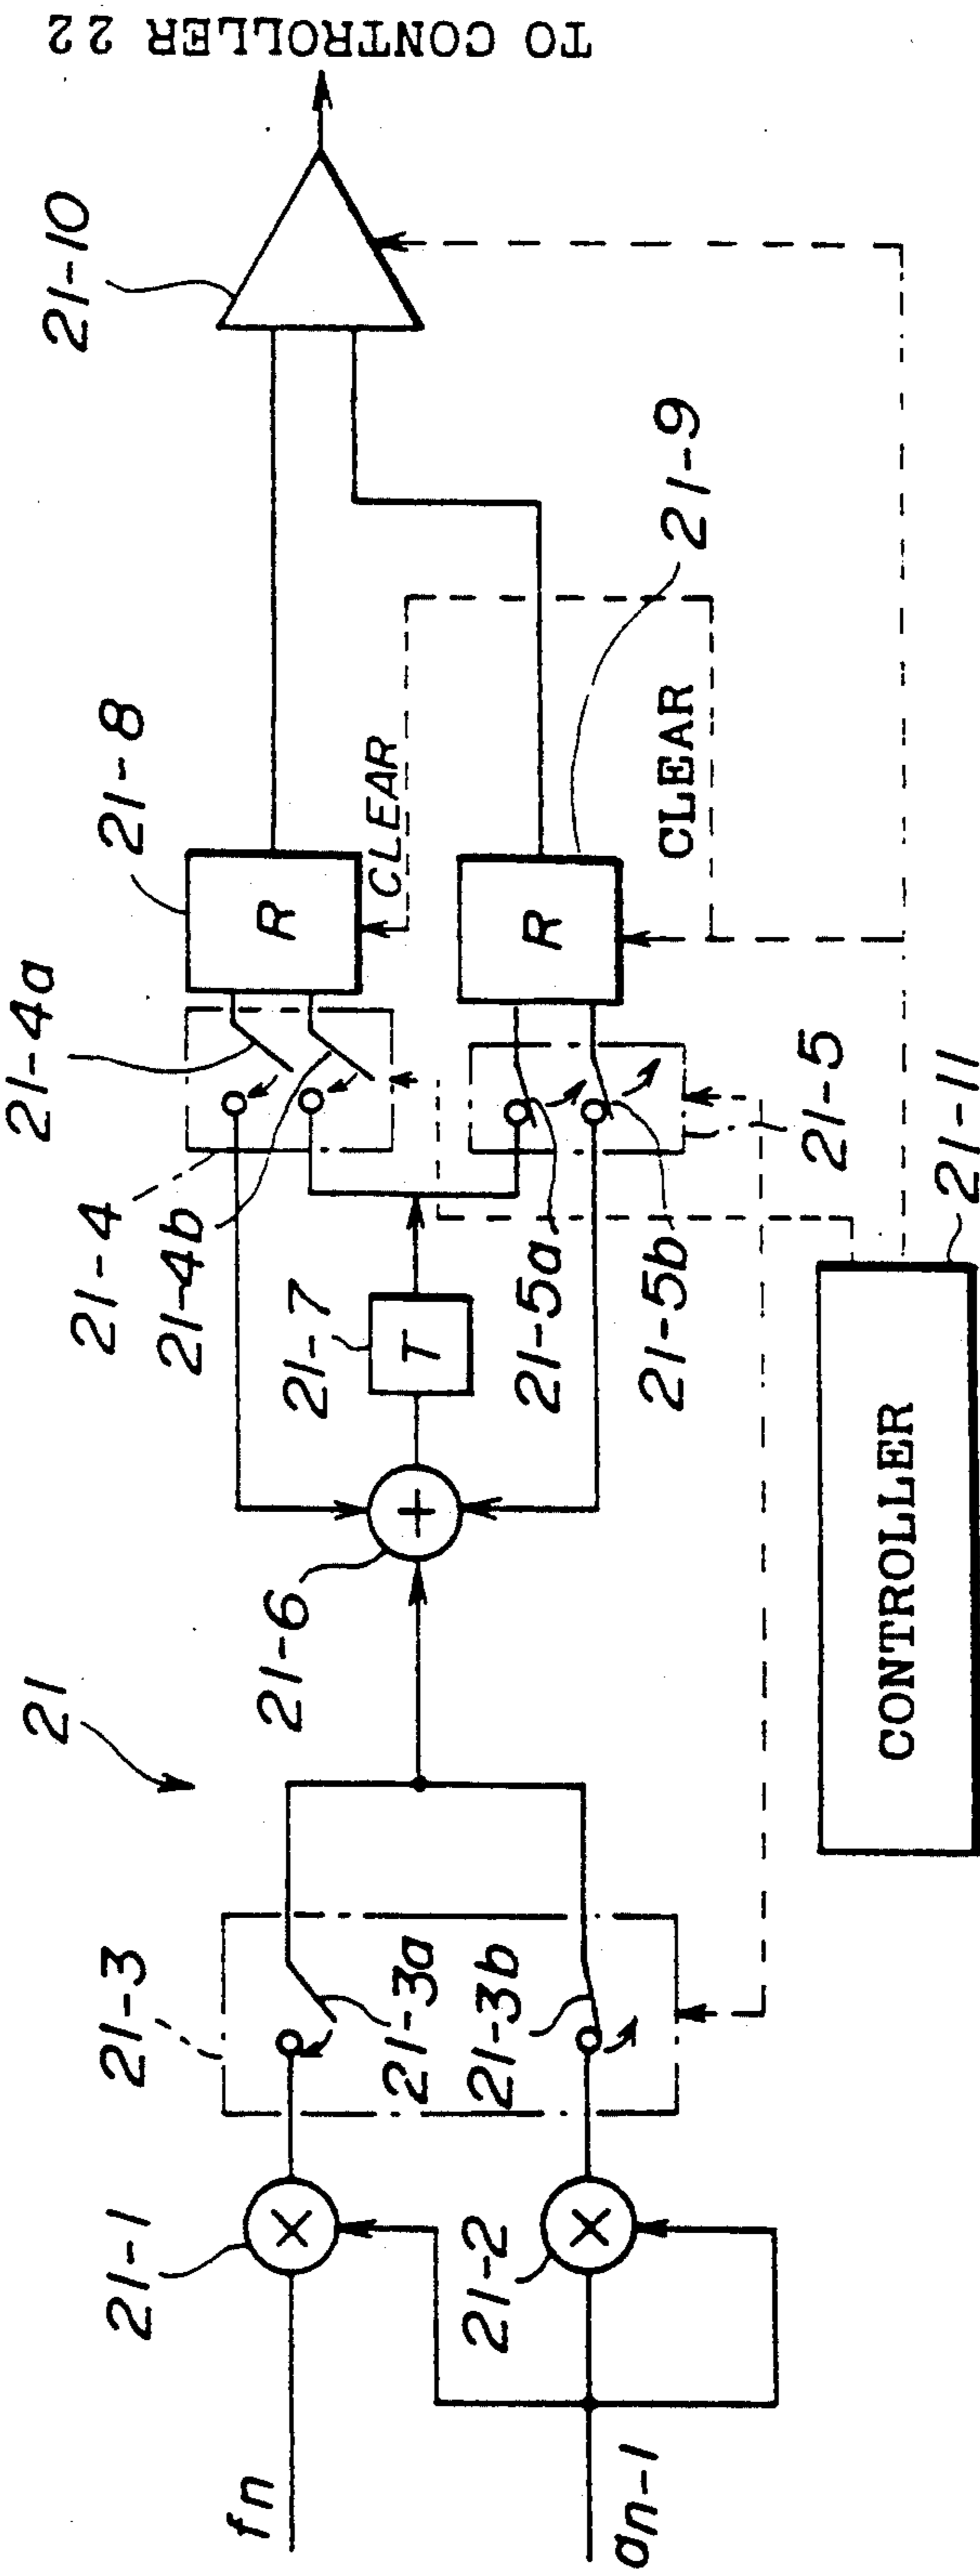 fn
an-1
21-1
21-2
21-3
21-3a
21-3b
21
21-6
+
21-7
T
21-4
21-4a
21-4b
21-5a
21-5b
21-5
21-8
R
CLEAR
R
CLEAR
21-9
21-10
TO CONTROLLER 22
CONTROLLER
21-11